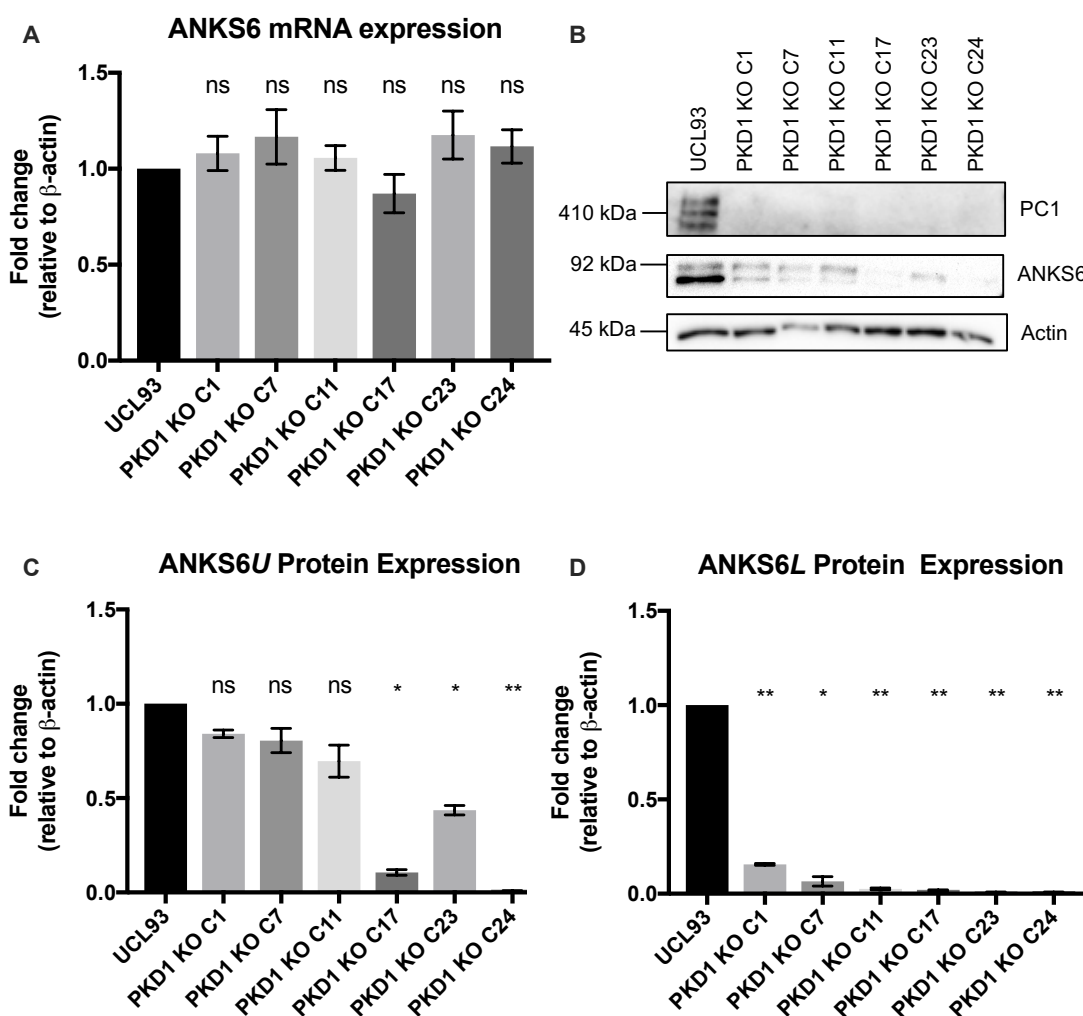 A
ANKS6 mRNA expression
Fold change
(relative to β-actin)
1.5
1.0
0.5
0.0
ns
ns
ns
ns
ns
ns
UCL93
PKD1 KO C1
PKD1 KO C7
PKD1 KO C11
PKD1 KO C17
PKD1 KO C23
PKD1 KO C24
B
UCL93
PKD1 KO C1
PKD1 KO C7
PKD1 KO C11
PKD1 KO C17
PKD1 KO C23
PKD1 KO C24
410 kDa
PC1
92 kDa
ANKS6
45 kDa
Actin
C
ANKS6U Protein Expression
Fold change
(relative to β-actin)
1.5
1.0
0.5
0.0
ns
ns
ns
*
*
**
UCL93
PKD1 KO C1
PKD1 KO C7
PKD1 KO C11
PKD1 KO C17
PKD1 KO C23
PKD1 KO C24
D
ANKS6L Protein Expression
Fold change
(relative to β-actin)
1.5
1.0
0.5
0.0
**
*
**
**
**
**
UCL93
PKD1 KO C1
PKD1 KO C7
PKD1 KO C11
PKD1 KO C17
PKD1 KO C23
PKD1 KO C24